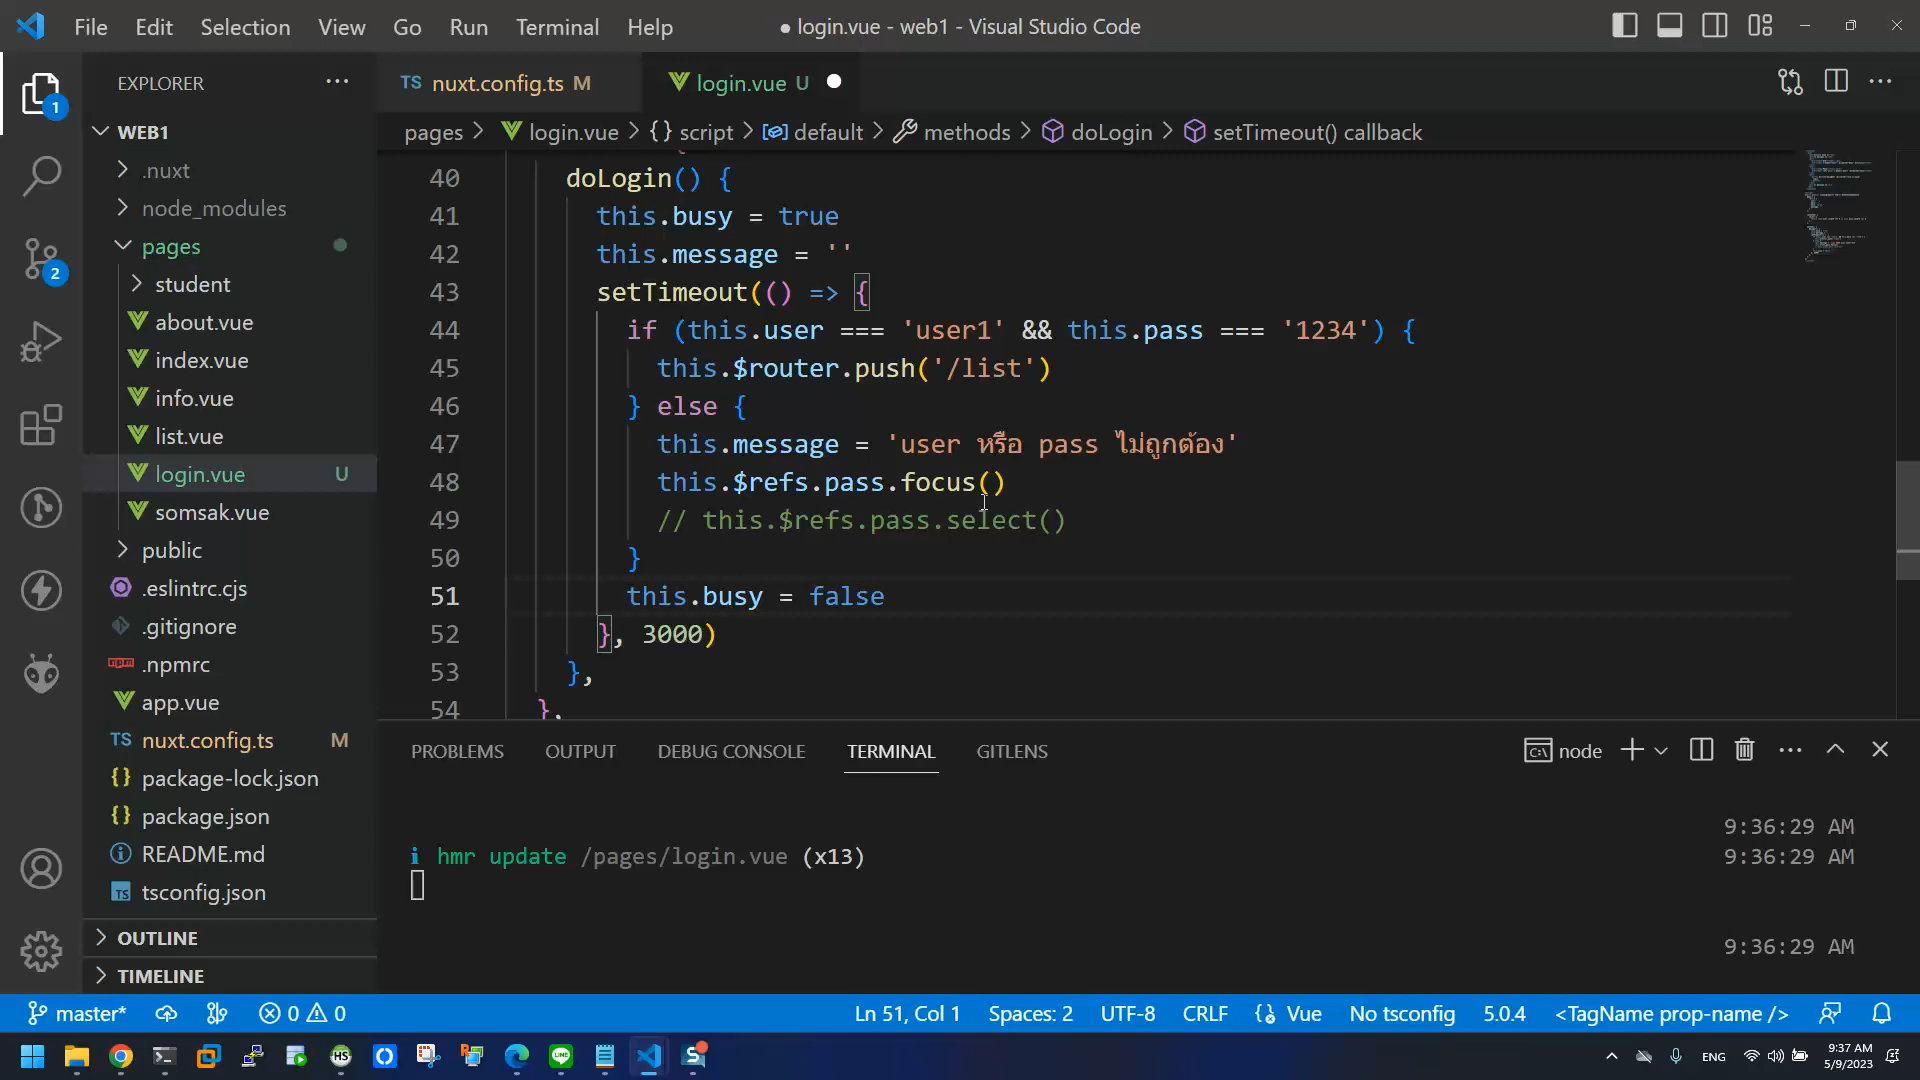 File Edit Selection View Go Run Terminal Help
● login.vue - web1 - Visual Studio Code
EXPLORER
1
2
WEB1
.nuxt
node_modules
pages
student
about.vue
index.vue
info.vue
list.vue
login.vue U
somsak.vue
public
.eslintrc.cjs
.gitignore
.npmrc
app.vue
nuxt.config.ts M
package-lock.json
package.json
README.md
tsconfig.json
OUTLINE
TIMELINE
TS nuxt.config.ts M
login.vue U
pages > login.vue > {} script > default > methods > doLogin > setTimeout() callback
40 doLogin() {
41 this.busy = true
42 this.message = ''
43 setTimeout(() => {
44 if (this.user === 'user1' && this.pass === '1234') {
45 this.$router.push('/list')
46 } else {
47 this.message = 'user หรือ pass ไม่ถูกต้อง'
48 this.$refs.pass.focus()
49 // this.$refs.pass.select()
50 }
51 this.busy = false
52 }, 3000)
53 },
54 },
PROBLEMS OUTPUT DEBUG CONSOLE TERMINAL GITLENS
node
9:36:29 AM
i hmr update /pages/login.vue (x13) 9:36:29 AM
9:36:29 AM
master* 0 0
Ln 51, Col 1 Spaces: 2 UTF-8 CRLF {} Vue No tsconfig 5.0.4 <TagName prop-name />
ENG
9:37 AM
5/9/2023